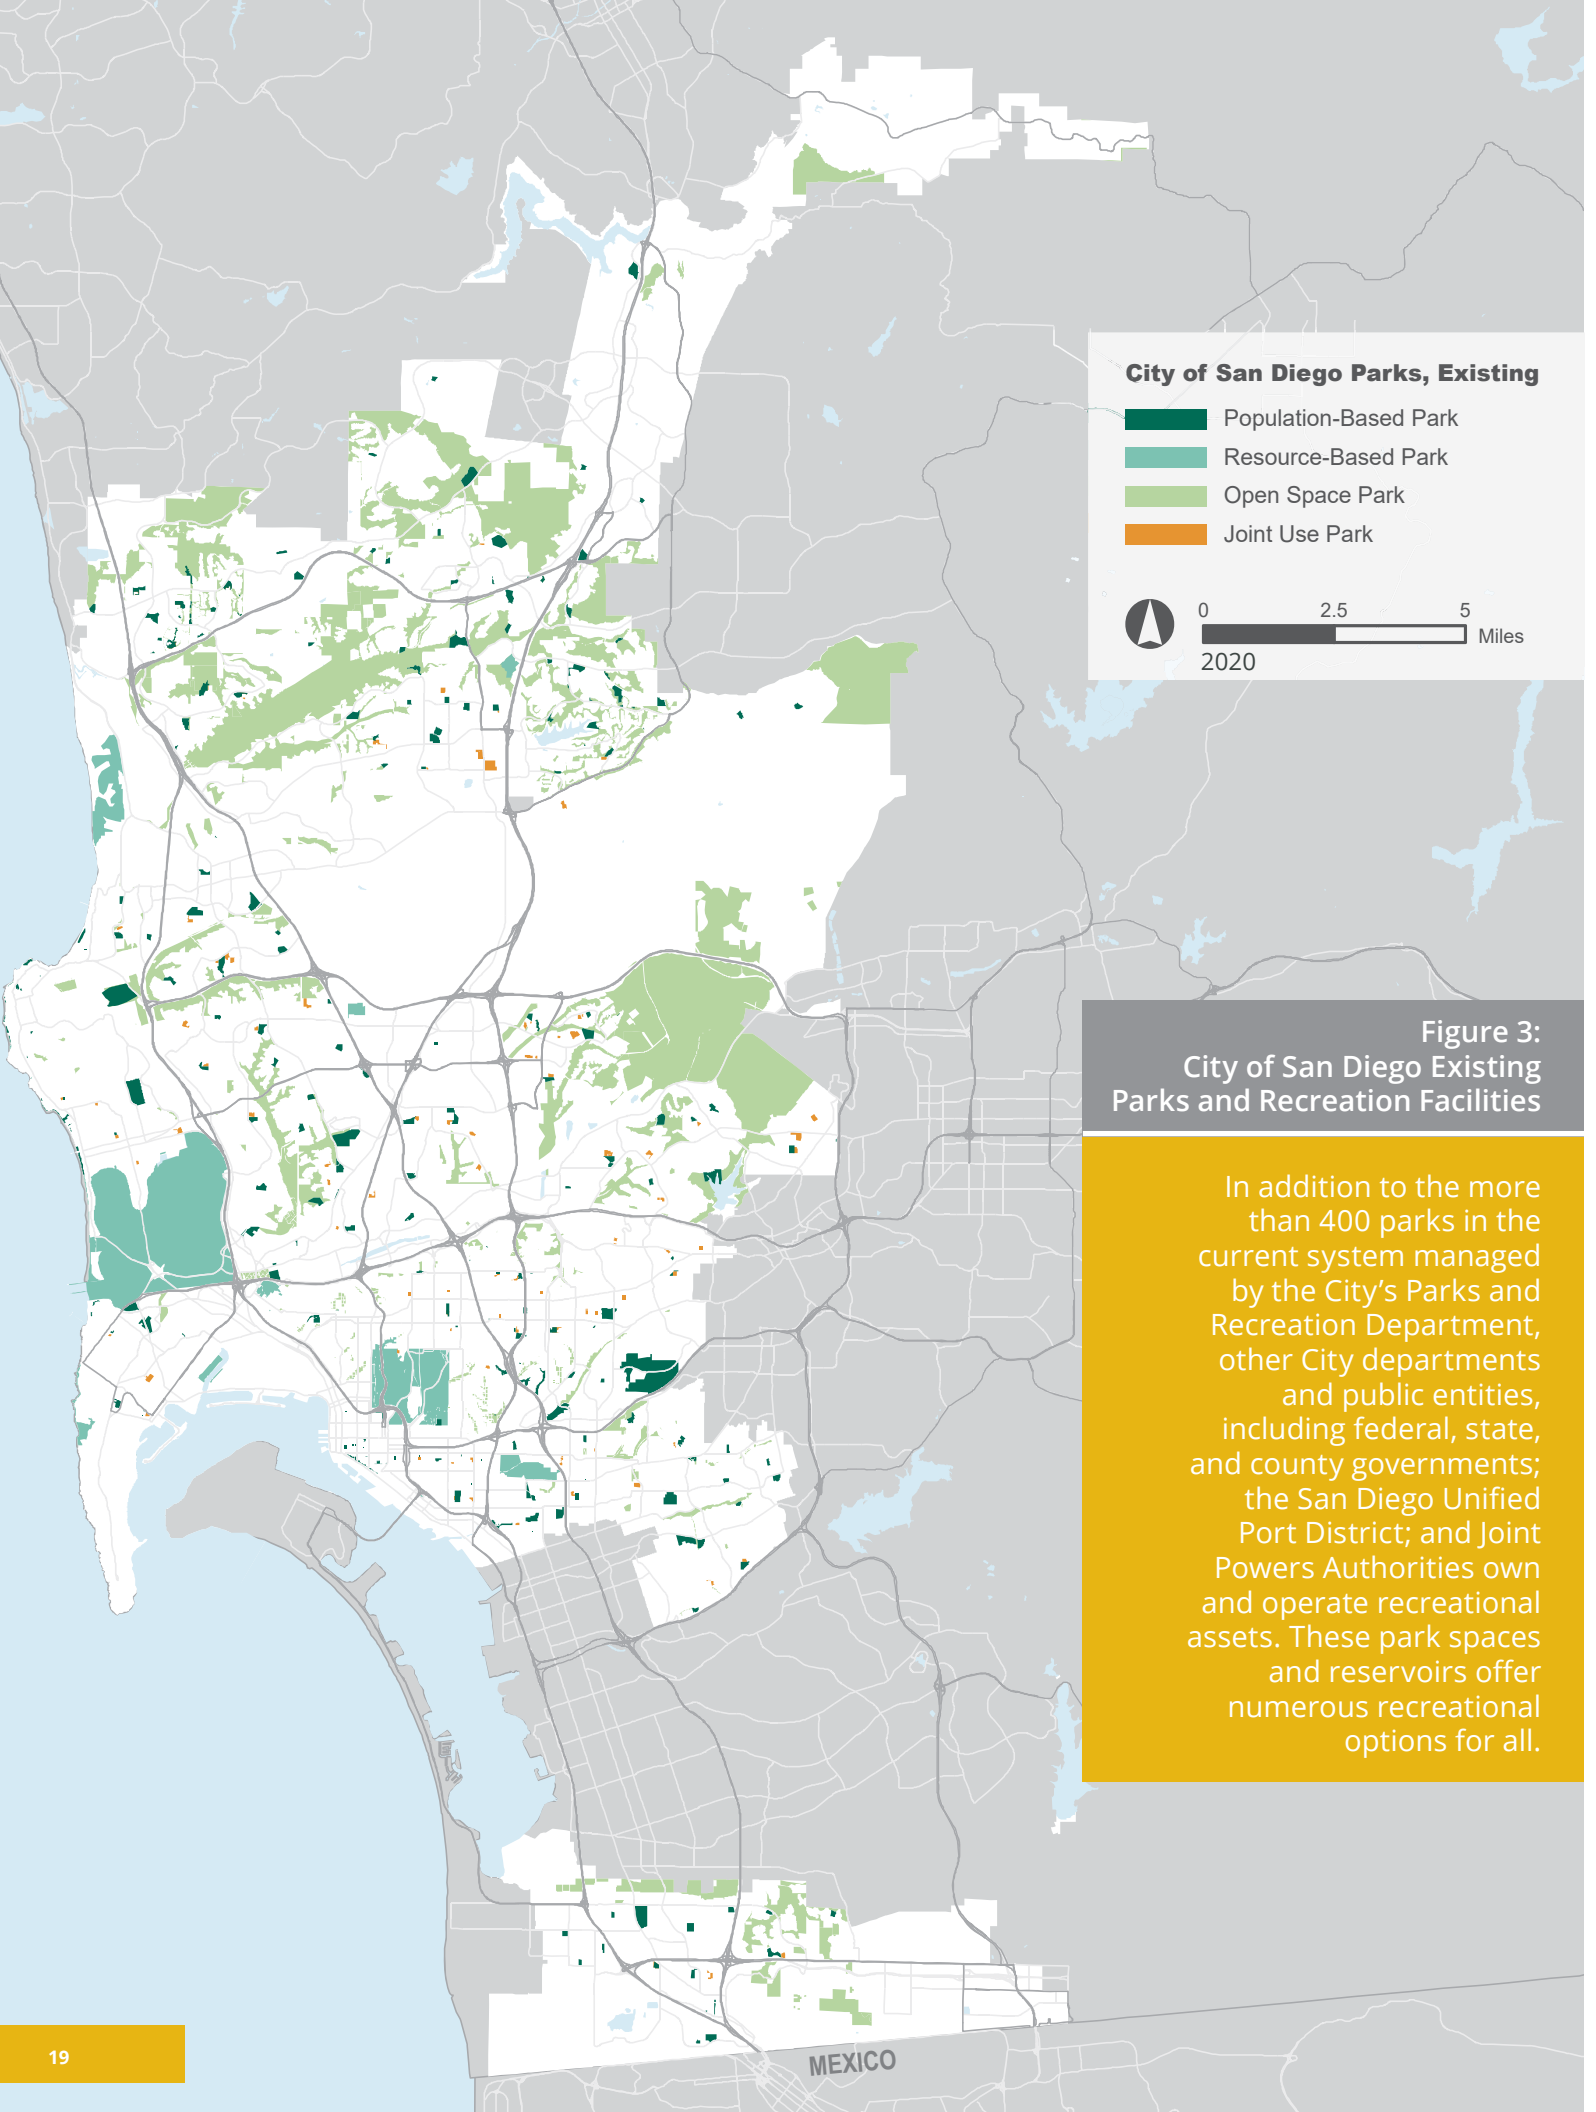 City of San Diego Parks, Existing
Population-Based Park
Resource-Based Park
Open Space Park
Joint Use Park
0 2.5 5
Miles
2020
Figure 3:
City of San Diego Existing
Parks and Recreation Facilities
In addition to the more
than 400 parks in the
current system managed
by the City’s Parks and
Recreation Department,
other City departments
and public entities,
including federal, state,
and county governments;
the San Diego Unified
Port District; and Joint
Powers Authorities own
and operate recreational
assets. These park spaces
and reservoirs offer
numerous recreational
options for all.
MEXICO
19